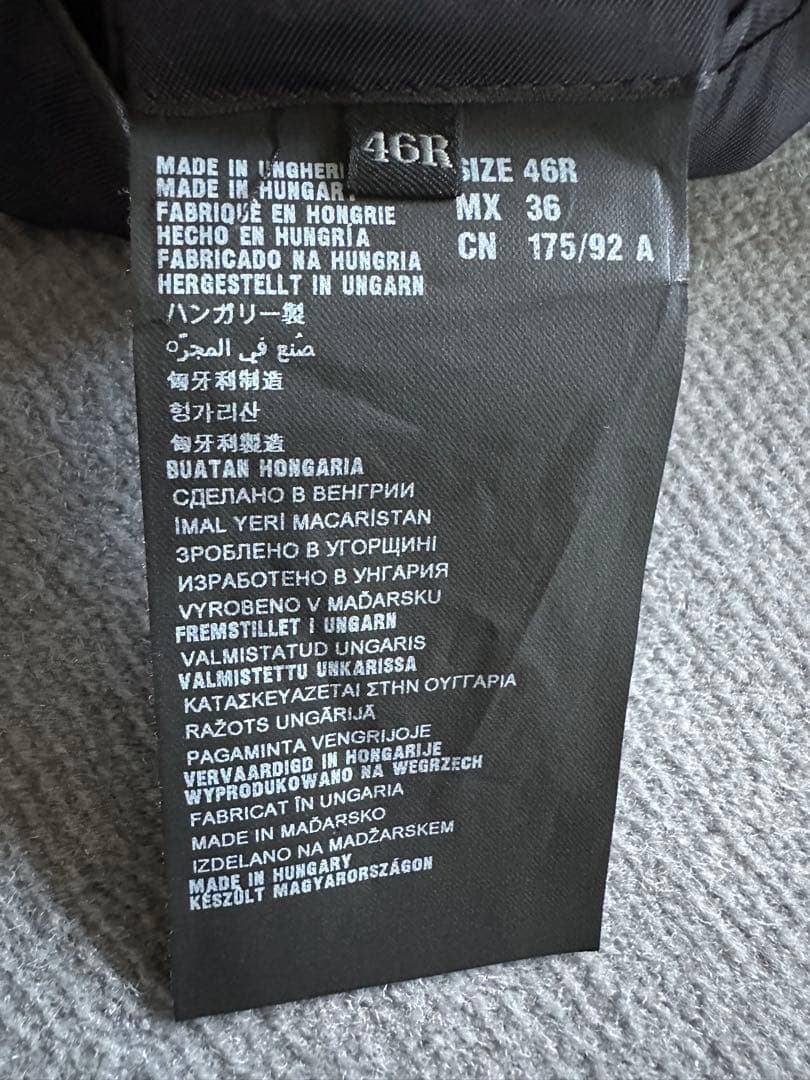 46R
MADE IN UNGHERI
MADE IN HUNGARY
FABRIQUÈ EN HONGRIE
HECHO EN HUNGRÍA
FABRICADO NA HUNGRIA
HERGESTELLT IN UNGARN
ハンガリー製
صُنع في المجرّه
匈牙利制造
헝가리산
匈牙利製造
BUATAN HONGARIA
СДЕЛАНО В ВЕНГРИИ
İMAL YERİ MACARİSTAN
ЗРОБЛЕНО В УГОРЩИНІ
ИЗРАБОТЕНО В УНГАРИЯ
VYROBENO V MAĎARSKU
FREMSTILLET I UNGARN
VALMISTATUD UNGARIS
VALMISTETTU UNKARISSA
ΚΑΤΑΣΚΕΥΑΖΕΤΑΙ ΣΤΗΝ ΟΥΓΓΑΡΙΑ
RAŽOTS UNGĀRIJĀ
PAGAMINTA VENGRIJOJE
VERVAARDIGD IN HONGARIJE
WYPRODUKOWANO NA WEGRZECH
FABRICAT ÎN UNGARIA
MADE IN MAĎARSKO
IZDELANO NA MADŽARSKEM
MADE IN HUNGARY
KÉSZÜLT MAGYARORSZÁGON
SIZE 46R
MX 36
CN 175/92 A